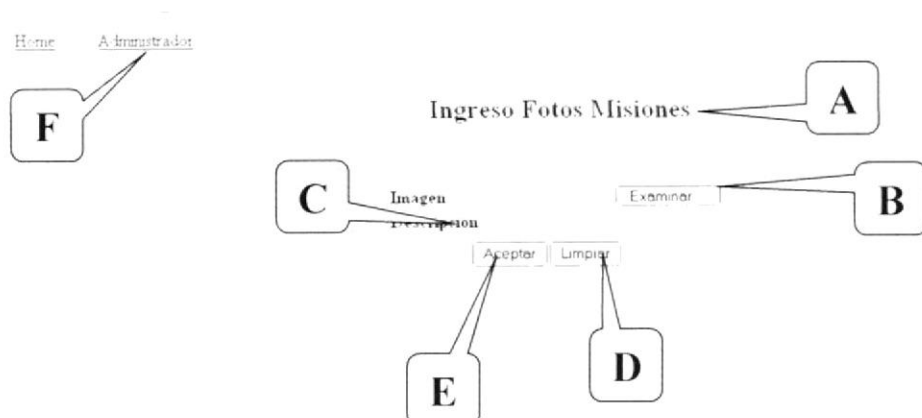 Home Administrador
F
Ingreso Fotos Misiones
A
C
Imagen
Examinar
B
Descripcion
Aceptar Limpiar
E
D